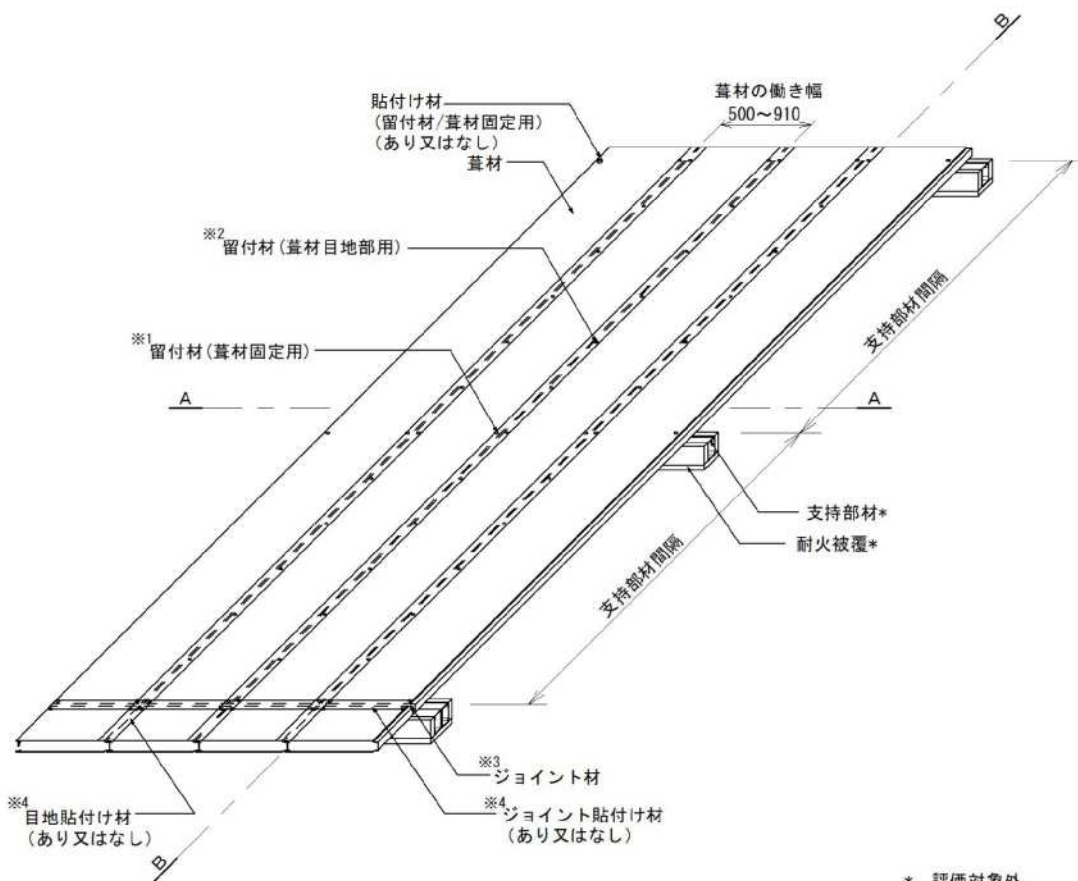 B
葺材の働き幅
500～910
貼付け材
(留付材/葺材固定用)
(あり又はなし)
葺材
※2
留付材(葺材目地部用)
※1
留付材(葺材固定用)
支持部材間隔
A
A
支持部材*
耐火被覆*
支持部材間隔
※3
ジョイント材
※4
目地貼付け材
(あり又はなし)
※4
ジョイント貼付け材
(あり又はなし)
B
* 評価対象外